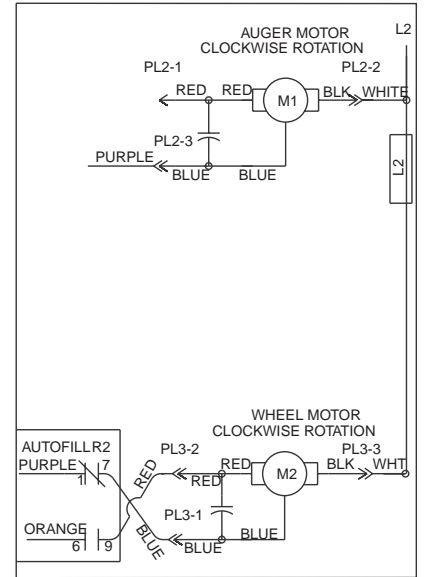 AUGER MOTOR L2
CLOCKWISE ROTATION
PL2-1 PL2-2
RED RED M1 BLK WHITE
PL2-3
PURPLE
BLUE BLUE
L2
WHEEL MOTOR
CLOCKWISE ROTATION
AUTOFILL R2 PL3-2 PL3-3
PURPLE 1 7 RED RED RED M2 BLK WHT
PL3-1
ORANGE 6 9 BLUE BLUE BLUE